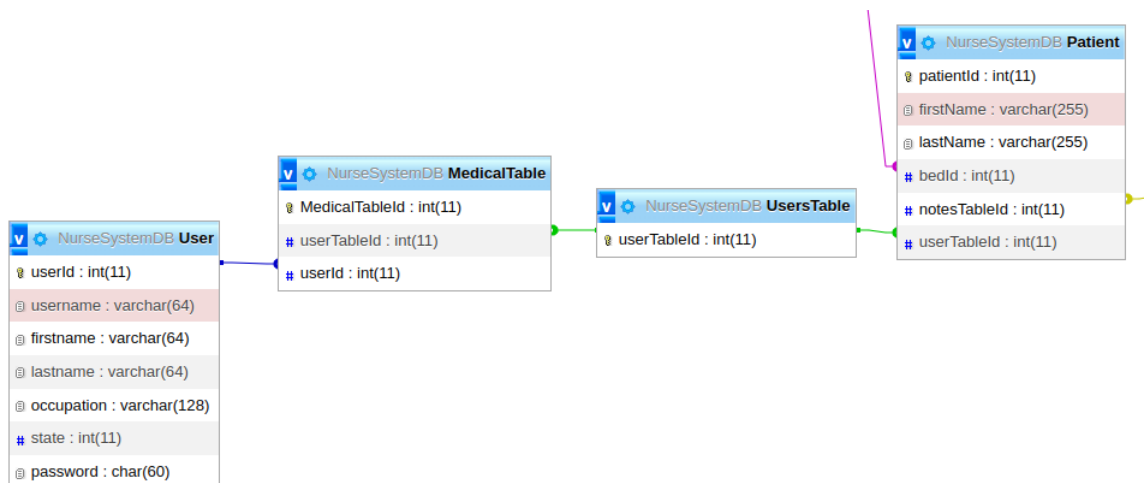 NurseSystemDB User
userId : int(11)
username : varchar(64)
firstname : varchar(64)
lastname : varchar(64)
occupation : varchar(128)
# state : int(11)
password : char(60)
NurseSystemDB MedicalTable
MedicalTableId : int(11)
# userTableId : int(11)
# userId : int(11)
NurseSystemDB UsersTable
userTableId : int(11)
NurseSystemDB Patient
patientId : int(11)
firstName : varchar(255)
lastName : varchar(255)
# bedId : int(11)
# notesTableId : int(11)
# userTableId : int(11)